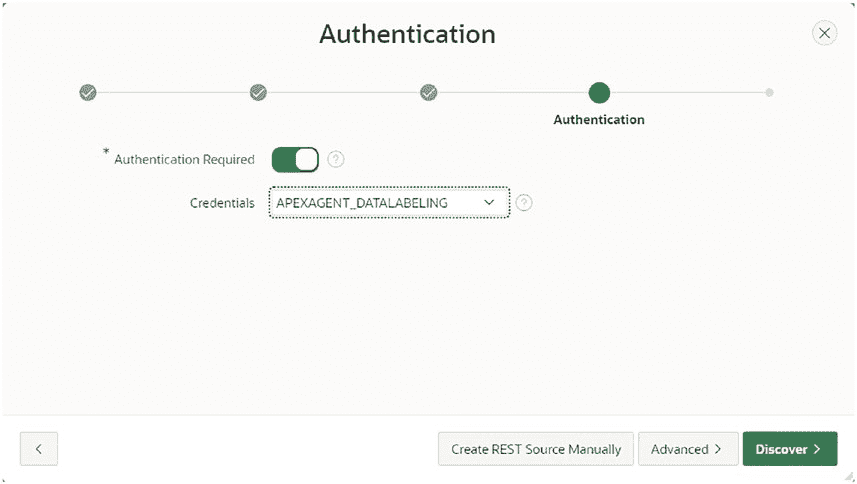 Authentication
Authentication
* Authentication Required ?
Credentials APEXAGENT_DATALABELING ?
Create REST Source Manually Advanced Discover